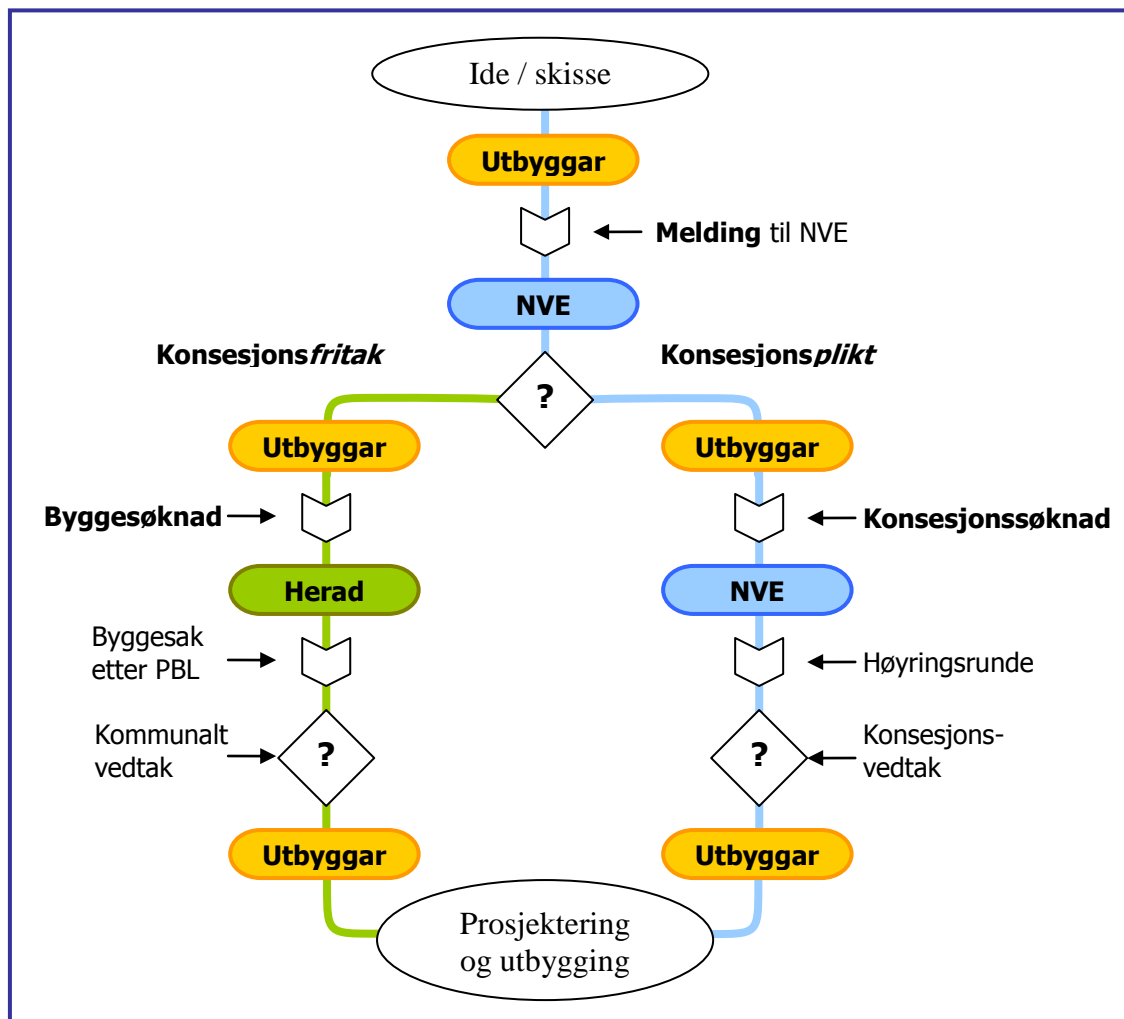 Ide / skisse
Utbyggar
Melding til NVE
NVE
Konsesjonsfritak
Konsesjonsplikt
?
Utbyggar
Utbyggar
Byggesøknad
Konsesjonssøknad
Herad
NVE
Byggesak
etter PBL
Høyringsrunde
Kommunalt
vedtak
?
?
Konsesjons-
vedtak
Utbyggar
Utbyggar
Prosjektering
og utbygging